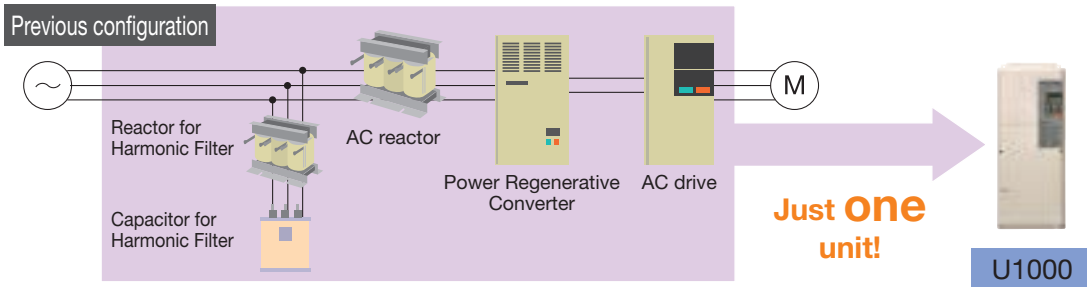 Previous configuration
Reactor for
Harmonic Filter
AC reactor
M
Power Regenerative
Converter
AC drive
Capacitor for
Harmonic Filter
Just one
unit!
U1000